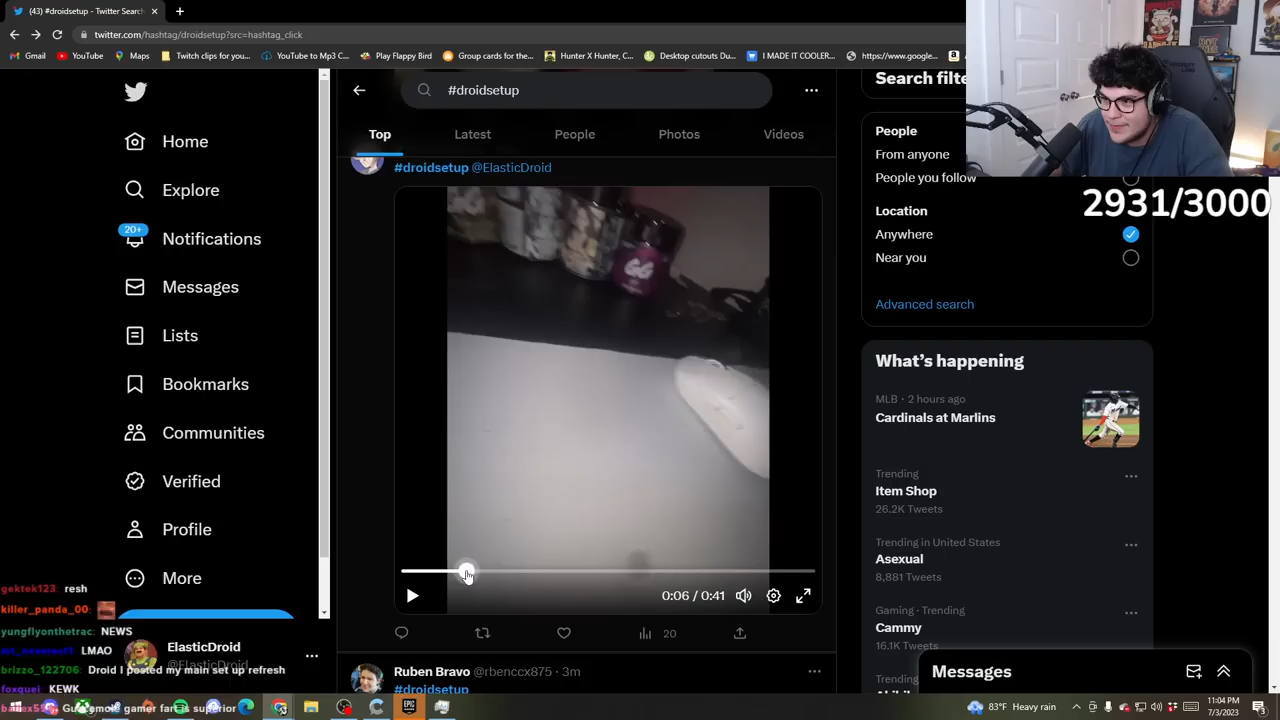 (43) #droidsetup - Twitter Search
twitter.com/hashtag/droidsetup?src=hashtag_click
Gmail
YouTube
Maps
Twitch clips for you...
YouTube to Mp3 C...
Play Flappy Bird
Group cards for the...
Hunter X Hunter, C...
Desktop cutouts Du...
I MADE IT COOLER...
https://www.google...
#droidsetup
Top
Latest
People
Photos
Videos
Home
Explore
20+
Notifications
Messages
Lists
Bookmarks
Communities
Verified
Profile
More
ElasticDroid
@ElasticDroid
#droidsetup @ElasticDroid
0:06 / 0:41
20
Ruben Bravo @rbenccx875 · 3m
#droidsetup
Search filte
People
From anyone
People you follow
Location
Anywhere
Near you
Advanced search
2931/3000
What's happening
MLB · 2 hours ago
Cardinals at Marlins
Trending
Item Shop
26.2K Tweets
Trending in United States
Asexual
8,881 Tweets
Gaming · Trending
Cammy
16.1K Tweets
Trending
Messages
gektek123: resh
killer_panda_00:
yungflyonthetrac: NEWS
LMAO
brizzo_122706: Droid I posted my main set up refresh
foxquei: KEWK
83°F Heavy rain
11:04 PM
7/3/2023